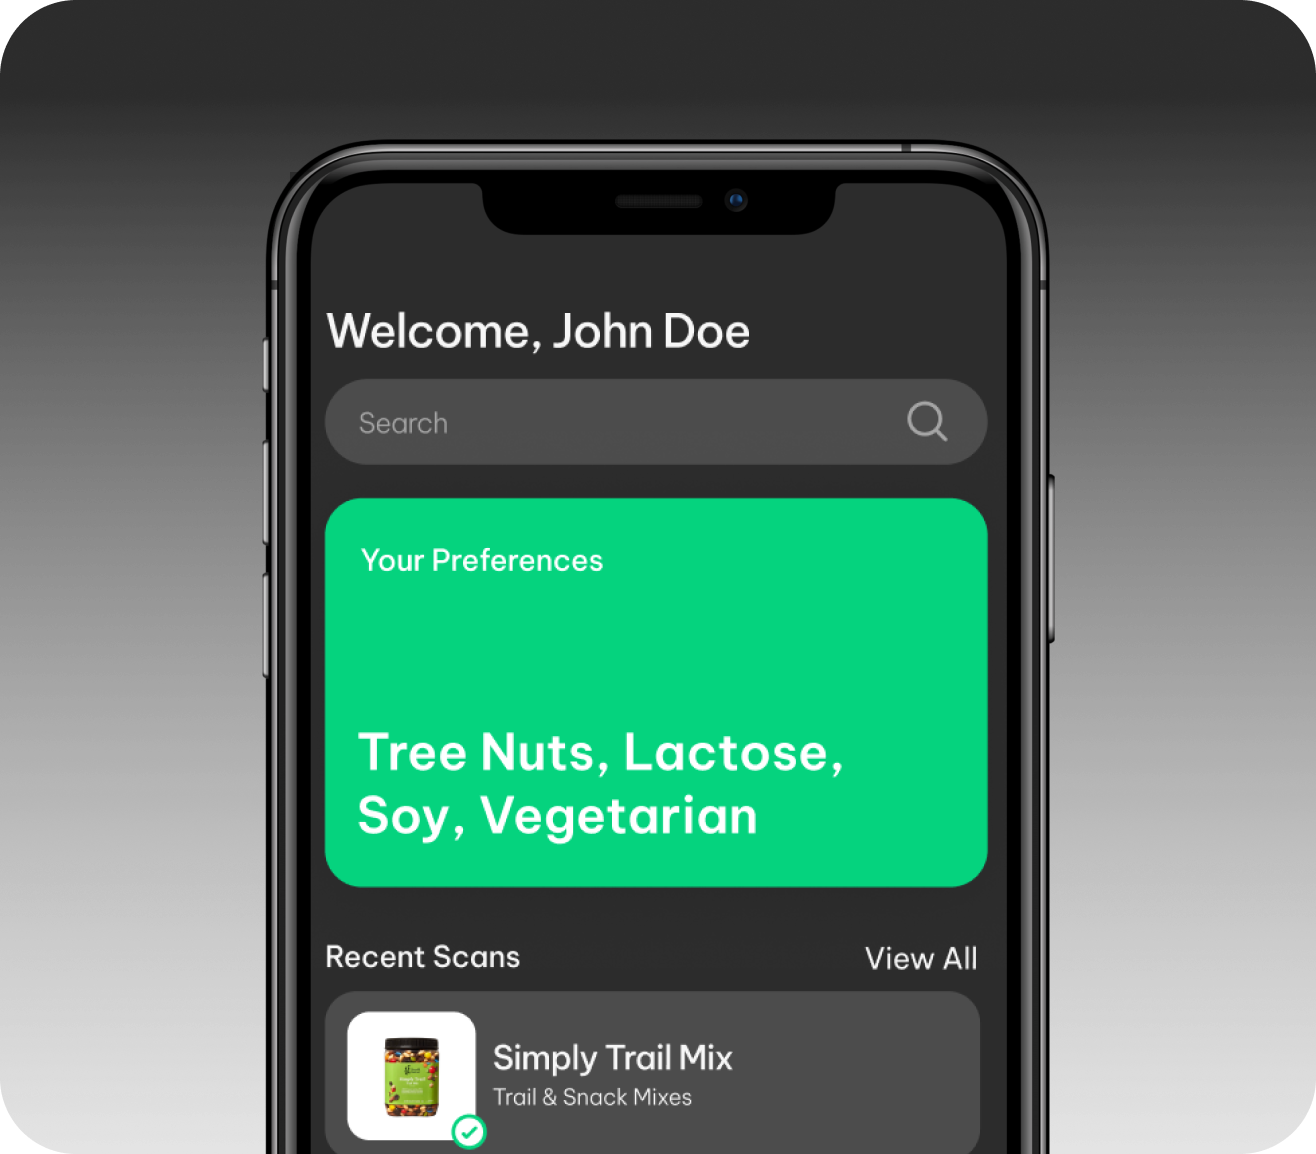 Welcome, John Doe
Search
Your Preferences
Tree Nuts, Lactose,
Soy, Vegetarian
Recent Scans
View All
Simply Trail Mix
Trail & Snack Mixes